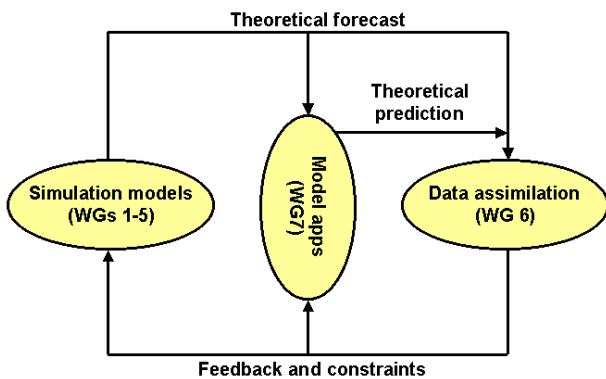 Theoretical forecast
Theoretical
prediction
Simulation models
(WGs 1-5)
Model apps
(WG7)
Data assimilation
(WG 6)
Feedback and constraints